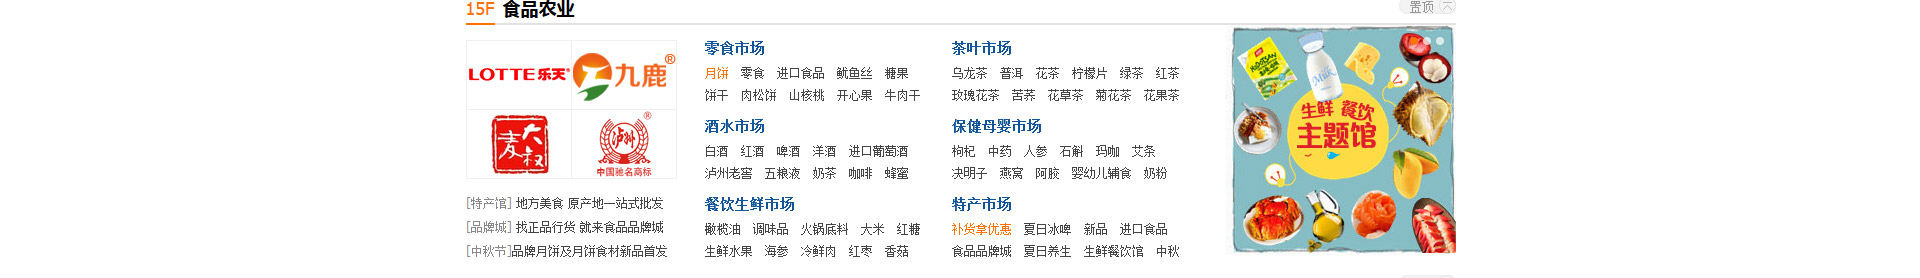 15F 食品农业
置顶
LOTTE乐天®
九鹿®
大叔麦
泸州®
中国驰名商标
[特产馆] 地方美食 原产地一站式批发
[品牌城] 找正品行货 就来食品品牌城
[中秋节]品牌月饼及月饼食材新品首发
零食市场
月饼 零食 进口食品 鱿鱼丝 糖果
饼干 肉松饼 山核桃 开心果 牛肉干
酒水市场
白酒 红酒 啤酒 洋酒 进口葡萄酒
泸州老窖 五粮液 奶茶 咖啡 蜂蜜
餐饮生鲜市场
橄榄油 调味品 火锅底料 大米 红糖
生鲜水果 海参 冷鲜肉 红枣 香菇
茶叶市场
乌龙茶 普洱 花茶 柠檬片 绿茶 红茶
玫瑰花茶 苦荞 花草茶 菊花茶 花果茶
保健母婴市场
枸杞 中药 人参 石斛 玛咖 艾条
决明子 燕窝 阿胶 婴幼儿辅食 奶粉
特产市场
补货拿优惠 夏日冰啤 新品 进口食品
食品品牌城 夏日养生 生鲜餐饮馆 中秋
Milk
生鲜 餐饮
主题馆